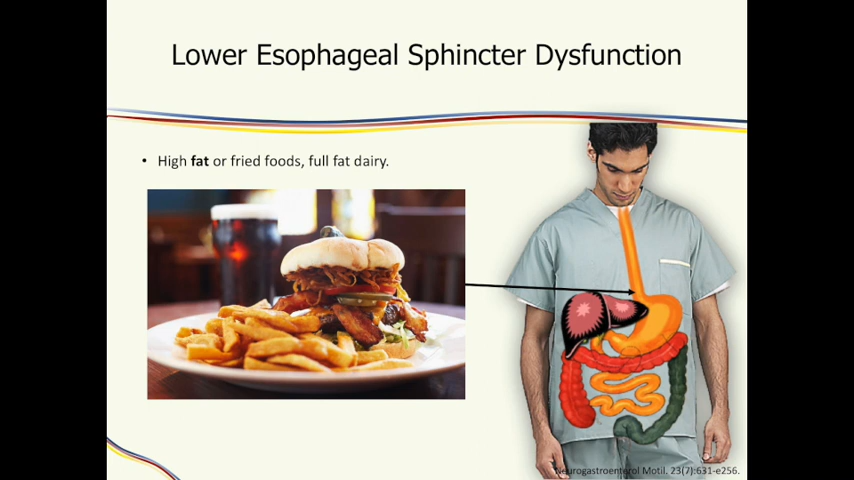 Lower Esophageal Sphincter Dysfunction
• High fat or fried foods, full fat dairy.
Neurogastroenterol Motil. 23(7):631-e256.